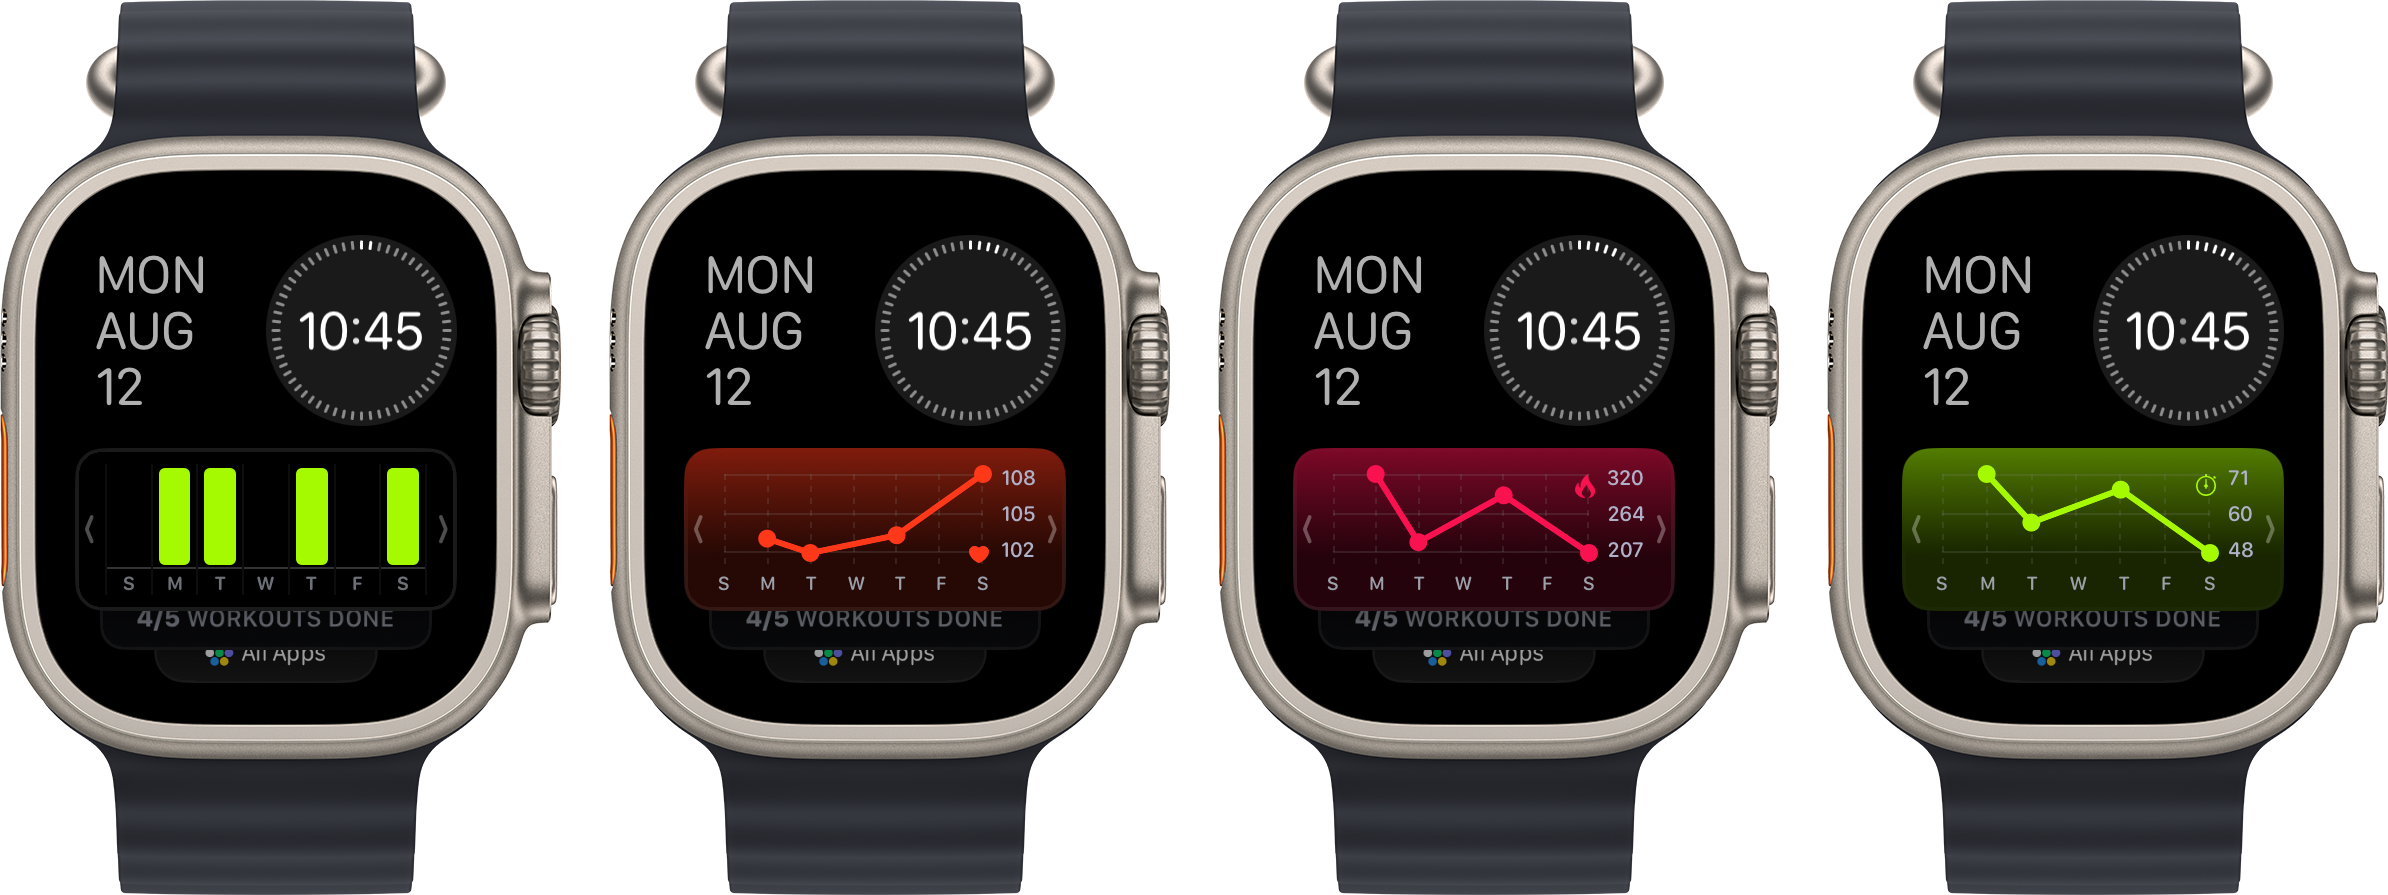 MON
AUG
12
10:45
S M T W T F S
4/5 WORKOUTS DONE
All Apps
MON
AUG
12
10:45
108
105
102
S M T W T F S
4/5 WORKOUTS DONE
All Apps
MON
AUG
12
10:45
320
264
207
S M T W T F S
4/5 WORKOUTS DONE
All Apps
MON
AUG
12
10:45
71
60
48
S M T W T F S
4/5 WORKOUTS DONE
All Apps